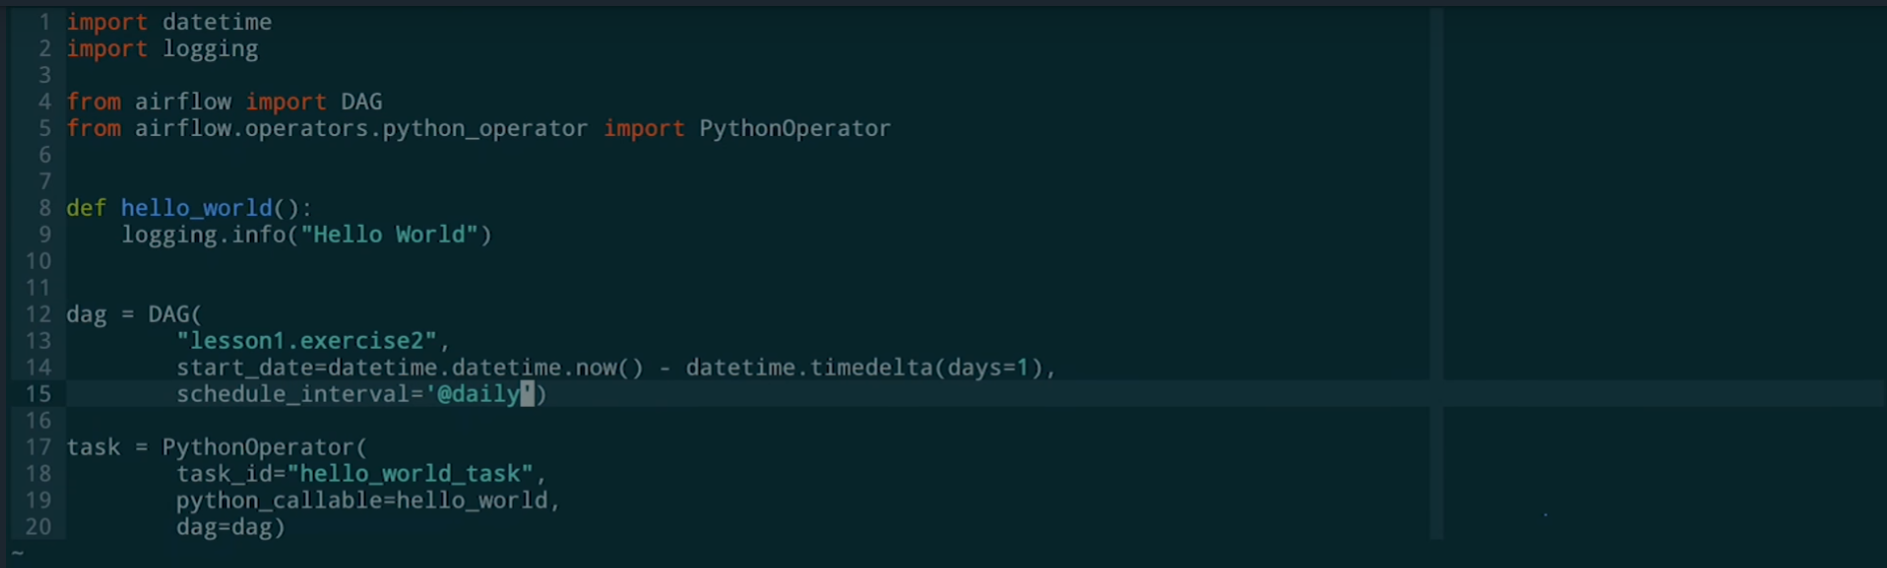 1 import datetime
2 import logging
3
4 from airflow import DAG
5 from airflow.operators.python_operator import PythonOperator
6
7
8 def hello_world():
9     logging.info("Hello World")
10
11
12 dag = DAG(
13         "lesson1.exercise2",
14         start_date=datetime.datetime.now() - datetime.timedelta(days=1),
15         schedule_interval='@daily')
16
17 task = PythonOperator(
18         task_id="hello_world_task",
19         python_callable=hello_world,
20         dag=dag)
~